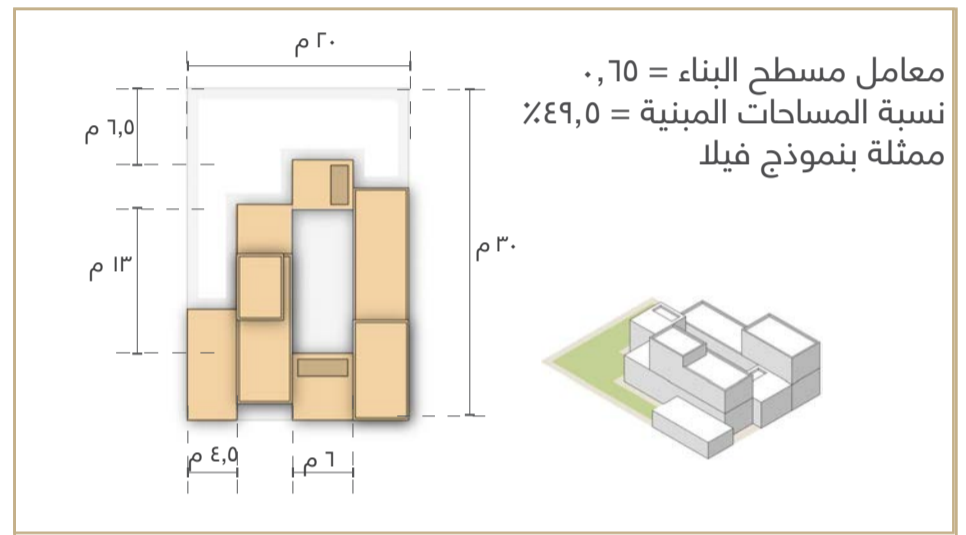 معامل مسطح البناء = ٠,٦٥
نسبة المساحات المبنية = ٤٩,٥٪
ممثلة بنموذج فيلا
٢٠ م
٦,٥ م
١٣ م
٣٠ م
٤,٥ م
٦ م